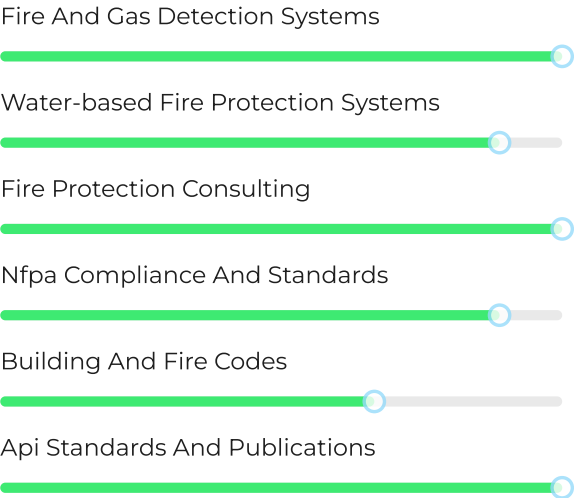 Fire And Gas Detection Systems
Water-based Fire Protection Systems
Fire Protection Consulting
Nfpa Compliance And Standards
Building And Fire Codes
Api Standards And Publications